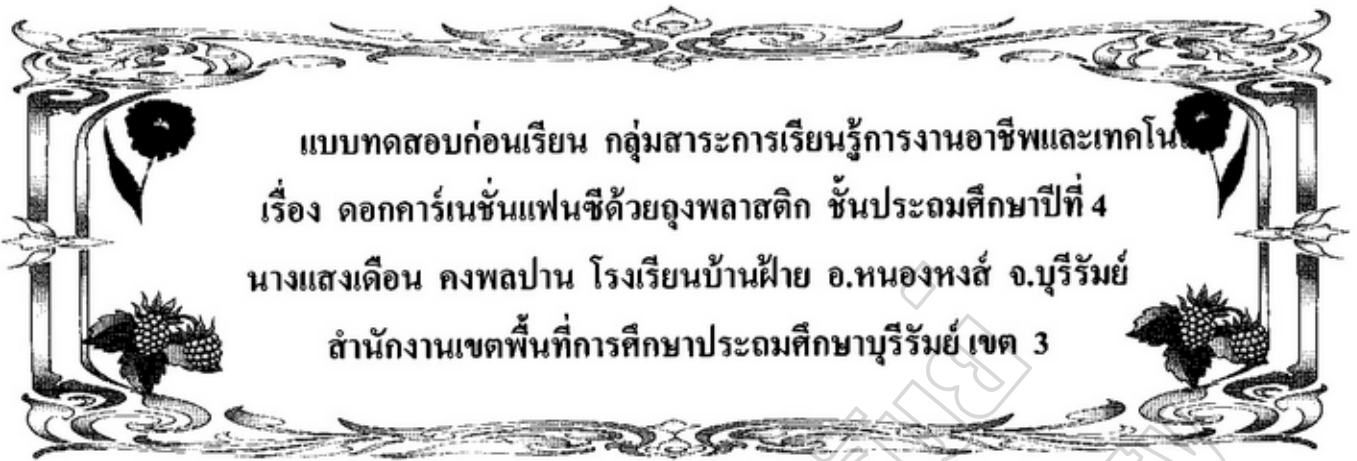 แบบทดสอบก่อนเรียน กลุ่มสาระการเรียนรู้การงานอาชีพและเทคโน
เรื่อง ดอกคาร์เนชั่นแฟนซีด้วยถุงพลาสติก ชั้นประถมศึกษาปีที่ 4
นางแสงเดือน คงพลปาน โรงเรียนบ้านฝ้าย อ.หนองหงส์ จ.บุรีรัมย์
สำนักงานเขตพื้นที่การศึกษาประถมศึกษาบุรีรัมย์ เขต 3